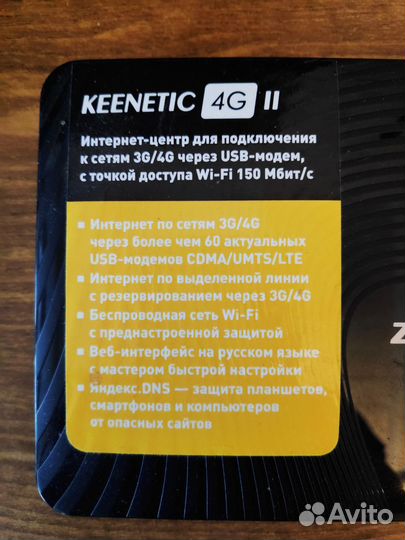 KEENETIC 4G II
Интернет-центр для подключения
к сетям 3G/4G через USB-модем,
с точкой доступа Wi-Fi 150 Мбит/с
▪ Интернет по сетям 3G/4G
через более чем 60 актуальных
USB-модемов CDMA/UMTS/LTE
▪ Интернет по выделенной линии
с резервированием через 3G/4G
▪ Беспроводная сеть Wi-Fi
с преднастроенной защитой
▪ Веб-интерфейс на русском языке
с мастером быстрой настройки
▪ Яндекс.DNS — защита планшетов,
смартфонов и компьютеров
от опасных сайтов
Z
Avito